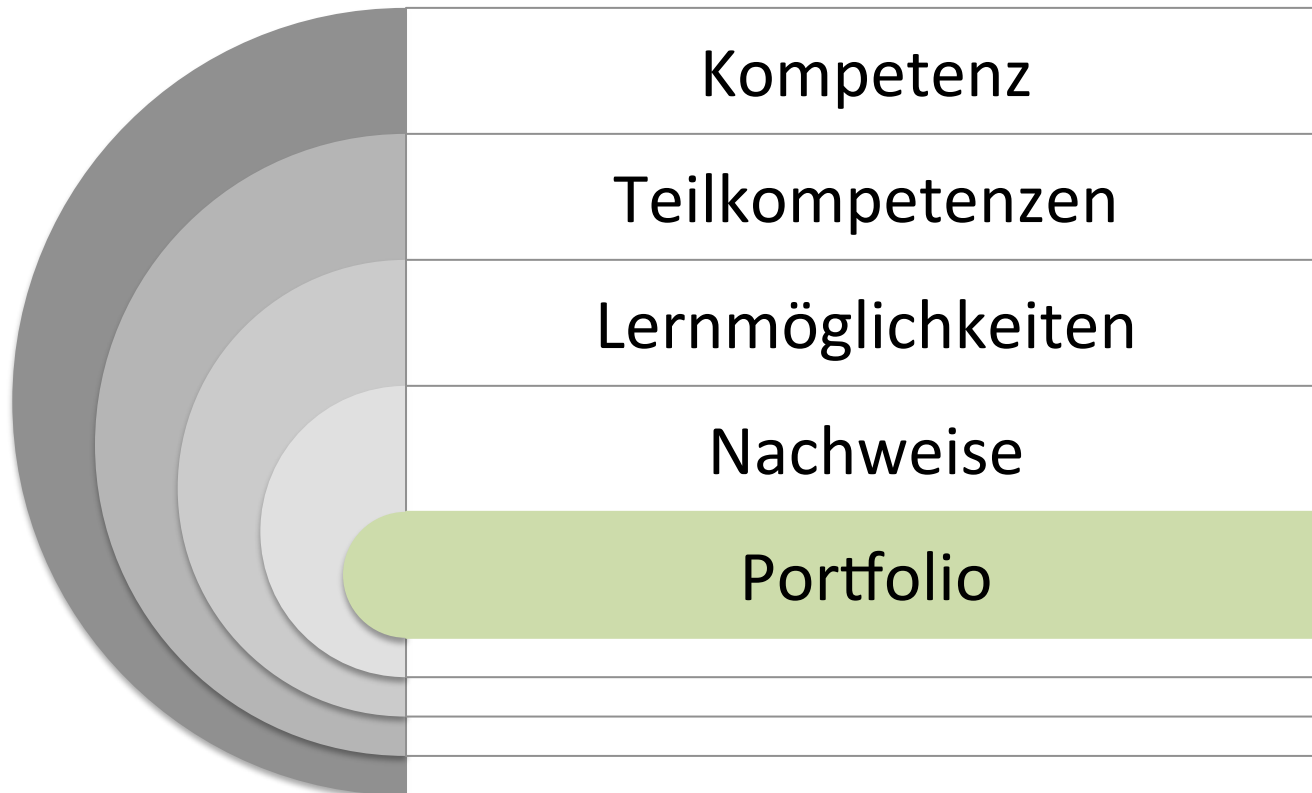 Kompetenz
Teilkompetenzen
Lernmöglichkeiten
Nachweise
Portfolio